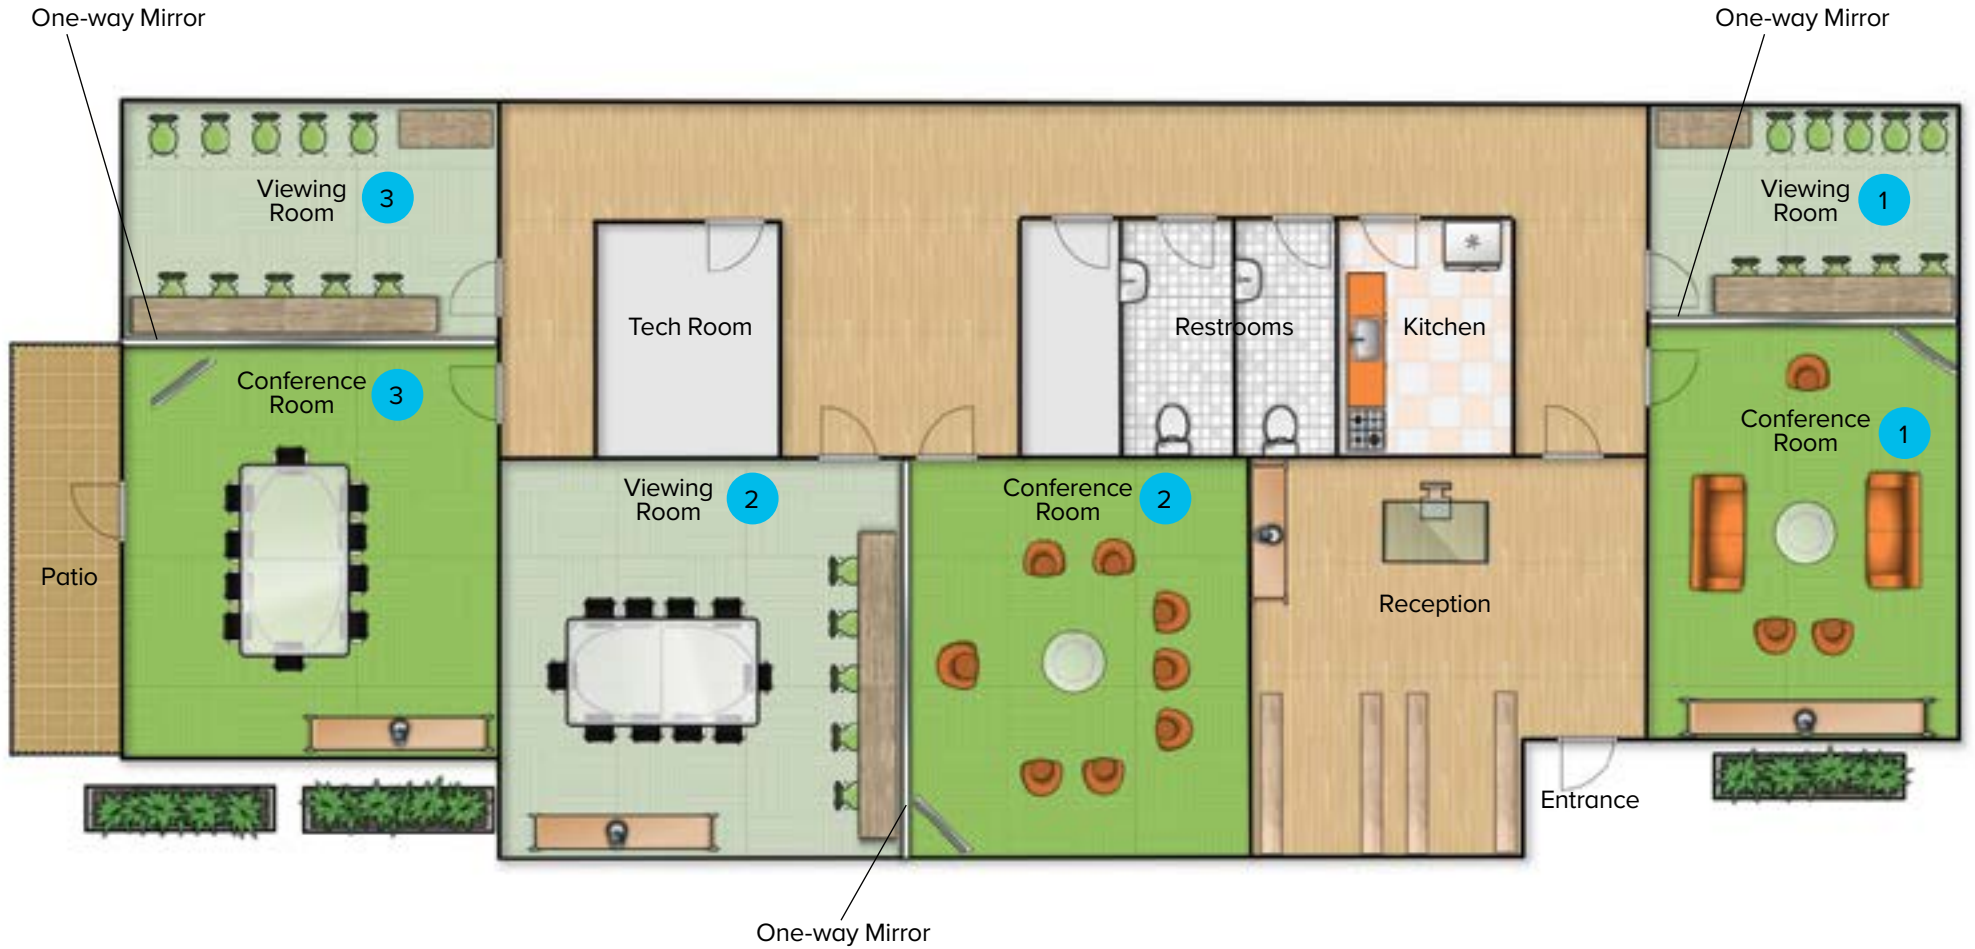 One-way Mirror
One-way Mirror
Viewing
Room
3
Viewing
Room
1
Tech Room
Restrooms
Kitchen
Conference
Room
3
Conference
Room
1
Viewing
Room
2
Conference
Room
2
Patio
Reception
Entrance
One-way Mirror